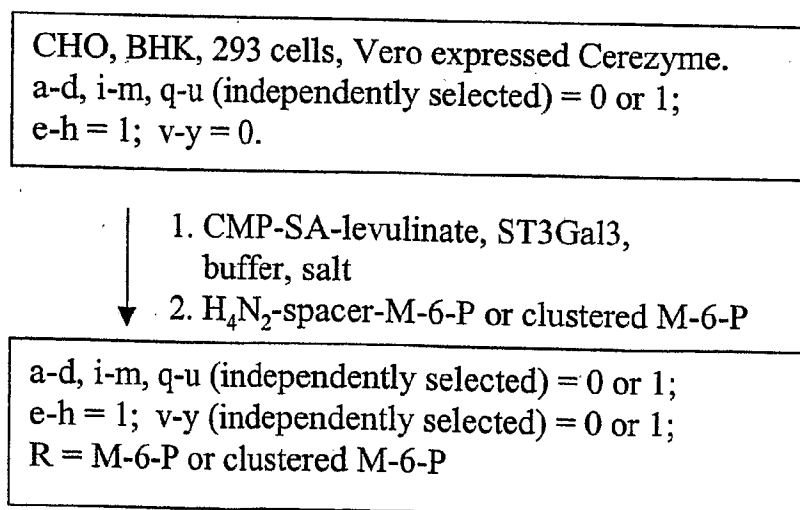 CHO, BHK, 293 cells, Vero expressed Cerezyme.
a-d, i-m, q-u (independently selected) = 0 or 1;
e-h = 1; v-y = 0.
1. CMP-SA-levulinate, ST3Gal3,
buffer, salt
2. H₄N₂-spacer-M-6-P or clustered M-6-P
a-d, i-m, q-u (independently selected) = 0 or 1;
e-h = 1; v-y (independently selected) = 0 or 1;
R = M-6-P or clustered M-6-P